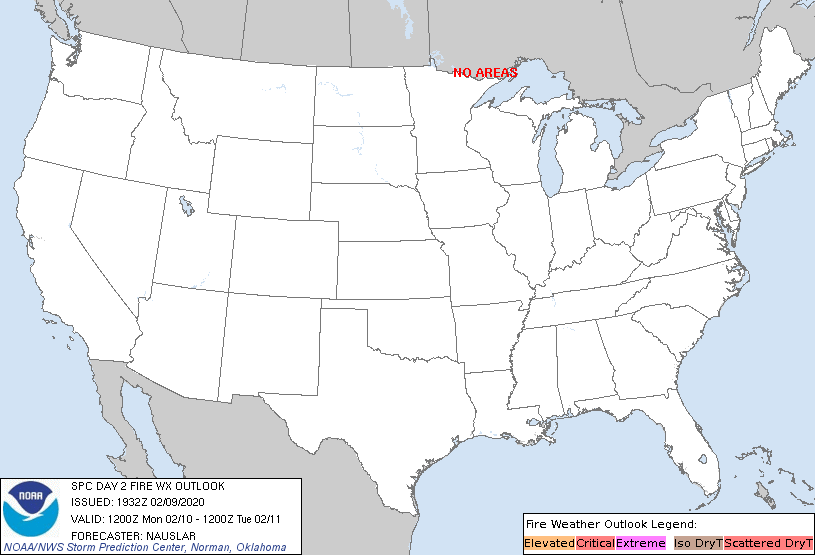 NO AREAS
NOAA
SPC DAY 2 FIRE WX OUTLOOK
ISSUED: 1932Z 02/09/2020
VALID: 1200Z Mon 02/10 - 1200Z Tue 02/11
FORECASTER: NAUSLAR
NOAA/NWS Storm Prediction Center, Norman, Oklahoma
Fire Weather Outlook Legend:
Elevated Critical Extreme Iso DryT Scattered DryT